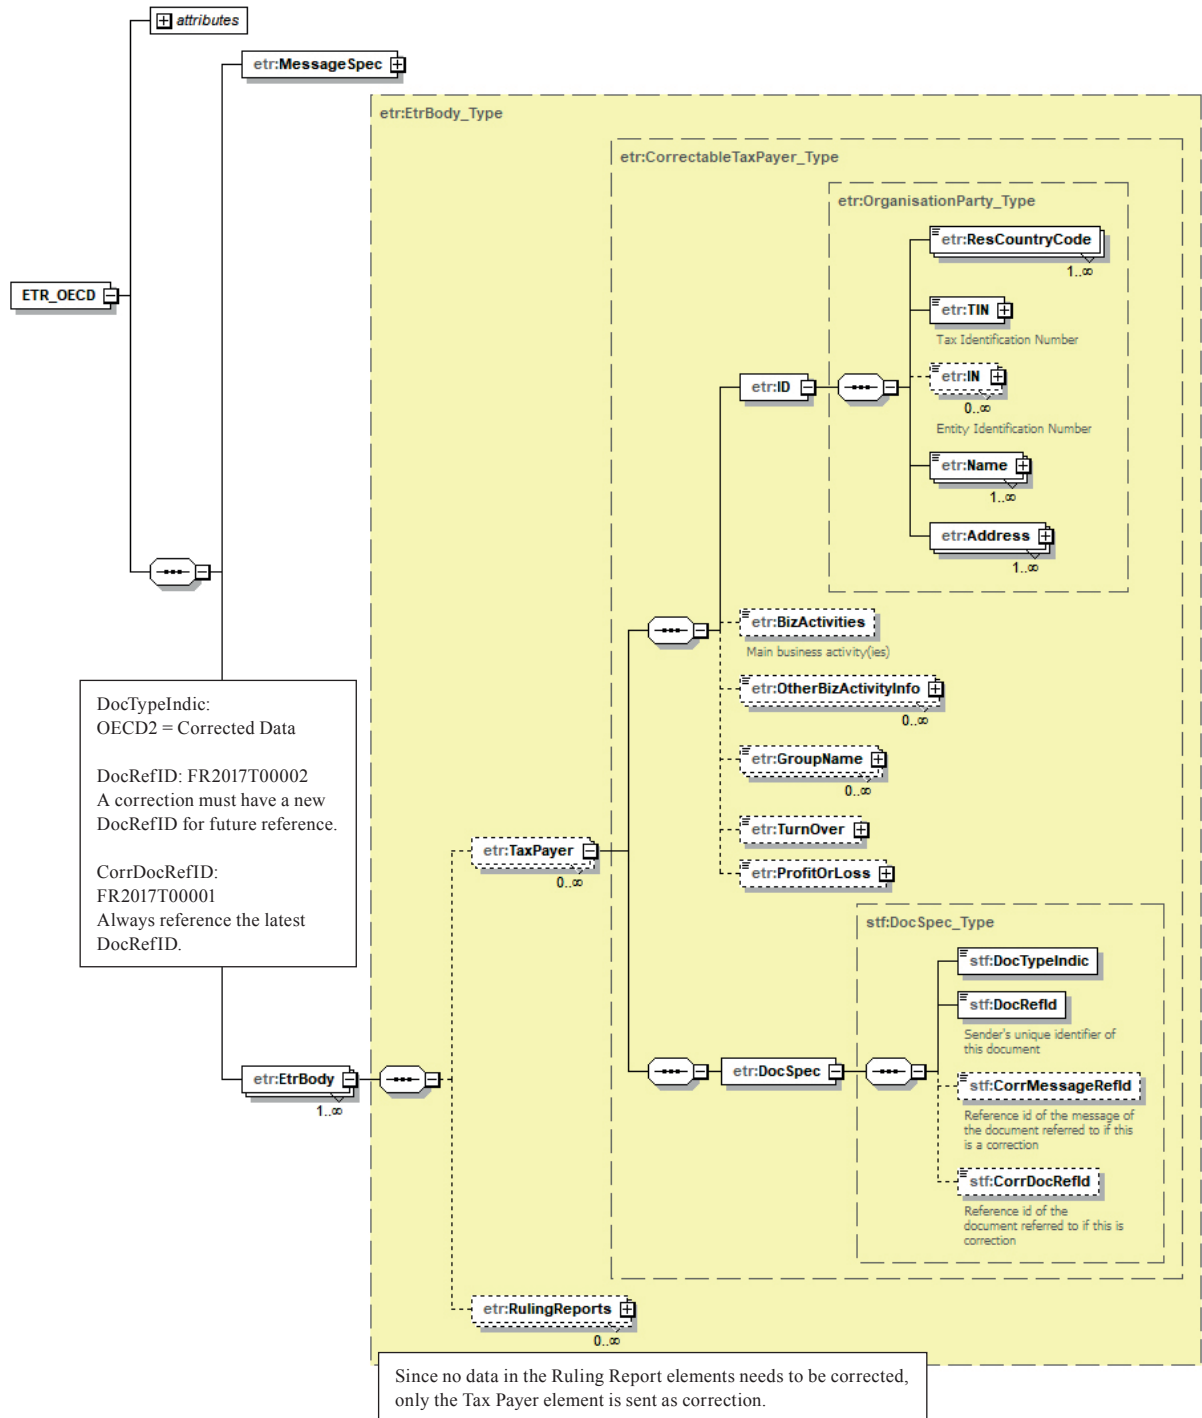 attributes
etr:MessageSpec
etr:EtrBody_Type
etr:CorrectableTaxPayer_Type
etr:OrganisationParty_Type
etr:ResCountryCode
1..∞
ETR_OECD
etr:TIN
Tax Identification Number
etr:IN
0..∞
Entity Identification Number
etr:ID
etr:Name
1..∞
etr:Address
1..∞
etr:BizActivities
Main business activity(ies)
etr:OtherBizActivityInfo
0..∞
etr:GroupName
0..∞
etr:TurnOver
etr:ProfitOrLoss
DocTypeIndic:
OECD2 = Corrected Data
DocRefID: FR2017T00002
A correction must have a new
DocRefID for future reference.
CorrDocRefID:
FR2017T00001
Always reference the latest
DocRefID.
etr:TaxPayer
0..∞
stf:DocSpec_Type
stf:DocTypeIndic
stf:DocRefId
Sender's unique identifier of
this document
etr:EtrBody
1..∞
etr:DocSpec
stf:CorrMessageRefId
Reference id of the message of
the document referred to if this
is a correction
stf:CorrDocRefId
Reference id of the
document referred to if this is
correction
etr:RulingReports
0..∞
Since no data in the Ruling Report elements needs to be corrected,
only the Tax Payer element is sent as correction.